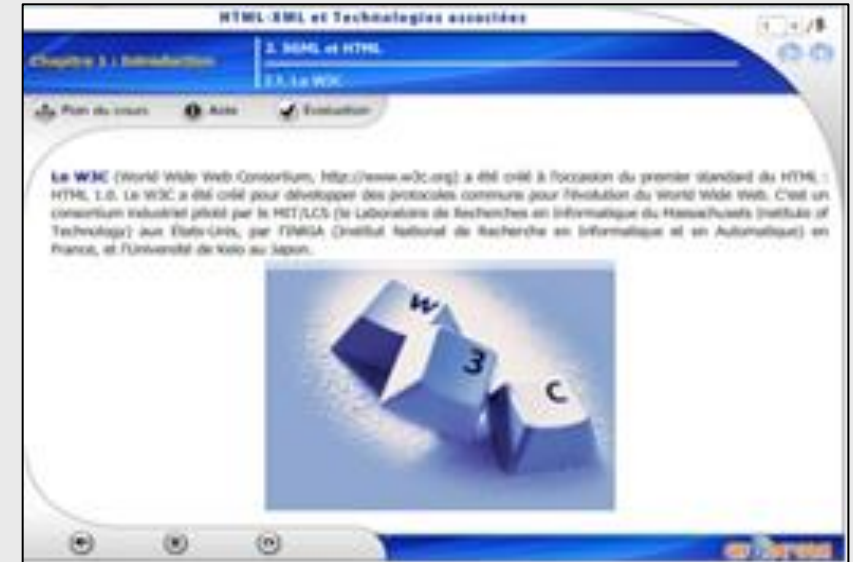 HTML-XML et Technologies associées
/5
Chapitre 1 : Introduction
2. SGML et HTML
2.1. Le W3C
Plan du cours
Aide
Evaluation
Le W3C (World Wide Web Consortium, http://www.w3c.org) a été créé à l'occasion du premier standard du HTML :
HTML 1.0. Le W3C a été créé pour développer des protocoles communs pour l'évolution du World Wide Web. C'est un
consortium industriel piloté par le MIT/LCS (le Laboratoire de Recherches en Informatique du Massachusets Institute of
Technology) aux États-Unis, par l'INRIA (Institut National de Recherche en Informatique et en Automatique) en
France, et l'Université de Keio au Japon.
W
3
C